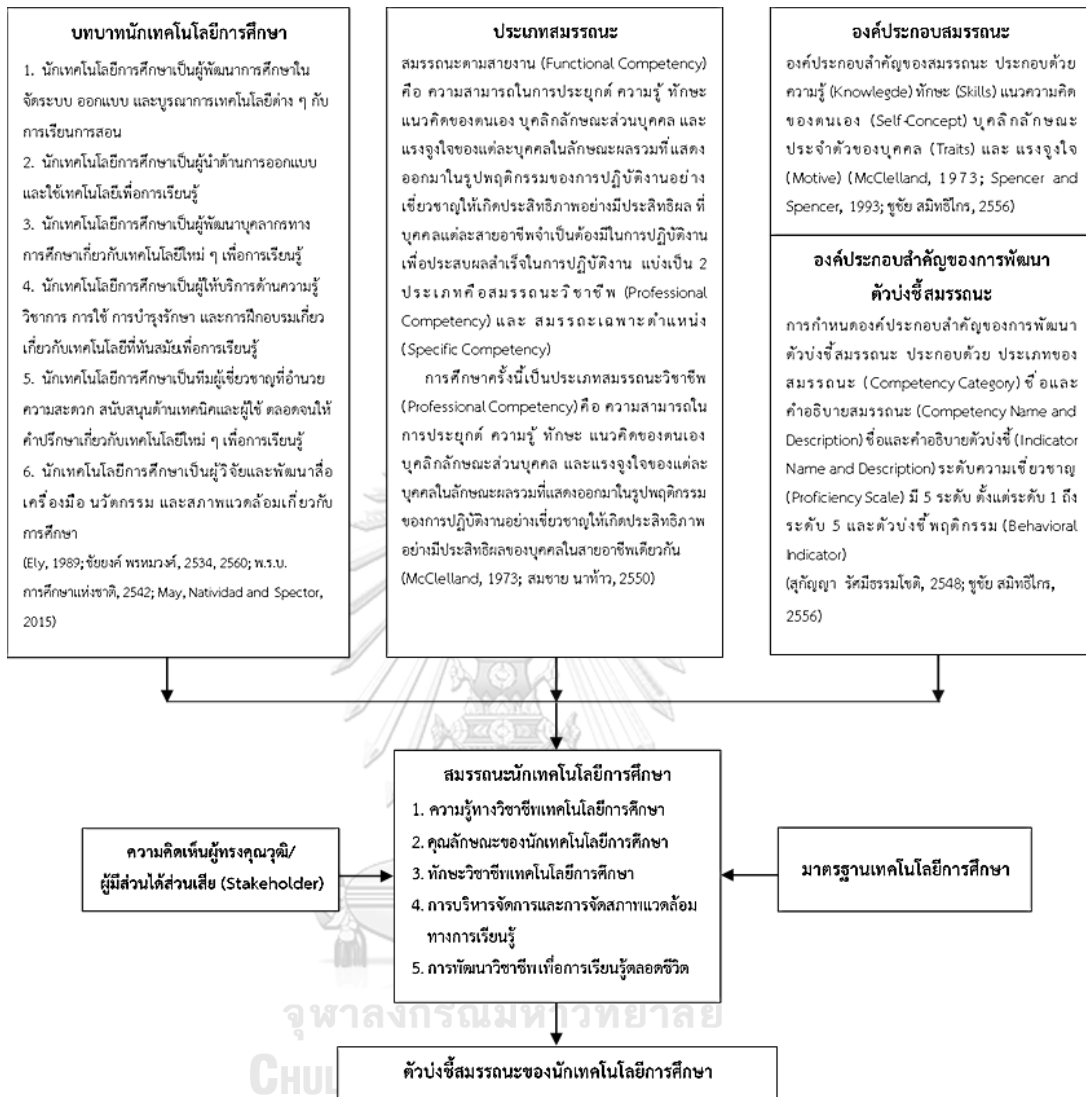 บทบาทนักเทคโนโลยีการศึกษา
1. นักเทคโนโลยีการศึกษาเป็นผู้พัฒนาการศึกษาใน
จัดระบบ ออกแบบ และบูรณาการเทคโนโลยีต่าง ๆ กับ
การเรียนการสอน
2. นักเทคโนโลยีการศึกษาเป็นผู้นำด้านการออกแบบ
และใช้เทคโนโลยีเพื่อการเรียนรู้
3. นักเทคโนโลยีการศึกษาเป็นผู้พัฒนาบุคลากรทาง
การศึกษาเกี่ยวกับเทคโนโลยีใหม่ ๆ เพื่อการเรียนรู้
4. นักเทคโนโลยีการศึกษาเป็นผู้ให้บริการด้านความรู้
วิชาการ การใช้ การบำรุงรักษา และการฝึกอบรมเกี่ยว
เกี่ยวกับเทคโนโลยีที่ทันสมัยเพื่อการเรียนรู้
5. นักเทคโนโลยีการศึกษาเป็นทีมผู้เชี่ยวชาญที่อำนวย
ความสะดวก สนับสนุนด้านเทคนิคและผู้ใช้ ตลอดจนให้
คำปรึกษาเกี่ยวกับเทคโนโลยีใหม่ ๆ เพื่อการเรียนรู้
6. นักเทคโนโลยีการศึกษาเป็นผู้วิจัยและพัฒนาสื่อ
เครื่องมือ นวัตกรรม และสภาพแวดล้อมเกี่ยวกับ
การศึกษา
(Ely, 1989; ชัยยงค์ พรหมวงศ์, 2534, 2560; พ.ร.บ.
การศึกษาแห่งชาติ, 2542; May, Natividad and Spector,
2015)
ประเภทสมรรถนะ
สมรรถนะตามสายงาน (Functional Competency)
คือ ความสามารถในการประยุกต์ ความรู้ ทักษะ
แนวคิดของตนเอง บุคลิกลักษณะส่วนบุคคล และ
แรงจูงใจของแต่ละบุคคลในลักษณะผลรวมที่แสดง
ออกมาในรูปพฤติกรรมของการปฏิบัติงานอย่าง
เชี่ยวชาญให้เกิดประสิทธิภาพอย่างมีประสิทธิผล ที่
บุคคลแต่ละสายอาชีพจำเป็นต้องมีในการปฏิบัติงาน
เพื่อประสบผลสำเร็จในการปฏิบัติงาน แบ่งเป็น 2
ประเภทคือสมรรถนะวิชาชีพ (Professional
Competency) และ สมรรถะเฉพาะตำแหน่ง
(Specific Competency)
การศึกษาครั้งนี้เป็นประเภทสมรรถนะวิชาชีพ
(Professional Competency) คือ ความสามารถใน
การประยุกต์ ความรู้ ทักษะ แนวคิดของตนเอง
บุคลิกลักษณะส่วนบุคคล และแรงจูงใจของแต่ละ
บุคคลในลักษณะผลรวมที่แสดงออกมาในรูปพฤติกรรม
ของการปฏิบัติงานอย่างเชี่ยวชาญให้เกิดประสิทธิภาพ
อย่างมีประสิทธิผลของบุคคลในสายอาชีพเดียวกัน
(McClelland, 1973; สมชาย นาท้าว, 2550)
องค์ประกอบสมรรถนะ
องค์ประกอบสำคัญของสมรรถนะ ประกอบด้วย
ความรู้ (Knowlegde) ทักษะ (Skills) แนวความคิด
ของตนเอง (Self-Concept) บุคลิกลักษณะ
ประจำตัวของบุคคล (Traits) และ แรงจูงใจ
(Motive) (McClelland, 1973; Spencer and
Spencer, 1993; ชูชัย สมิทธิไกร, 2556)
องค์ประกอบสำคัญของการพัฒนา
ตัวบ่งชี้สมรรถนะ
การกำหนดองค์ประกอบสำคัญของการพัฒนา
ตัวบ่งชี้สมรรถนะ ประกอบด้วย ประเภทของ
สมรรถนะ (Competency Category) ชื่อและ
คำอธิบายสมรรถนะ (Competency Name and
Description) ชื่อและคำอธิบายตัวบ่งชี้ (Indicator
Name and Description) ระดับความเชี่ยวชาญ
(Proficiency Scale) มี 5 ระดับ ตั้งแต่ระดับ 1 ถึง
ระดับ 5 และตัวบ่งชี้พฤติกรรม (Behavioral
Indicator)
(สุกัญญา รัศมีธรรมโชติ, 2548; ชูชัย สมิทธิไกร,
2556)
สมรรถนะนักเทคโนโลยีการศึกษา
1. ความรู้ทางวิชาชีพเทคโนโลยีการศึกษา
2. คุณลักษณะของนักเทคโนโลยีการศึกษา
3. ทักษะวิชาชีพเทคโนโลยีการศึกษา
4. การบริหารจัดการและการจัดสภาพแวดล้อม
ทางการเรียนรู้
5. การพัฒนาวิชาชีพเพื่อการเรียนรู้ตลอดชีวิต
ความคิดเห็นผู้ทรงคุณวุฒิ/
ผู้มีส่วนได้ส่วนเสีย (Stakeholder)
มาตรฐานเทคโนโลยีการศึกษา
จุฬาลงกรณ์มหาวิทยาลัย
CHUL
ตัวบ่งชี้สมรรถนะของนักเทคโนโลยีการศึกษา